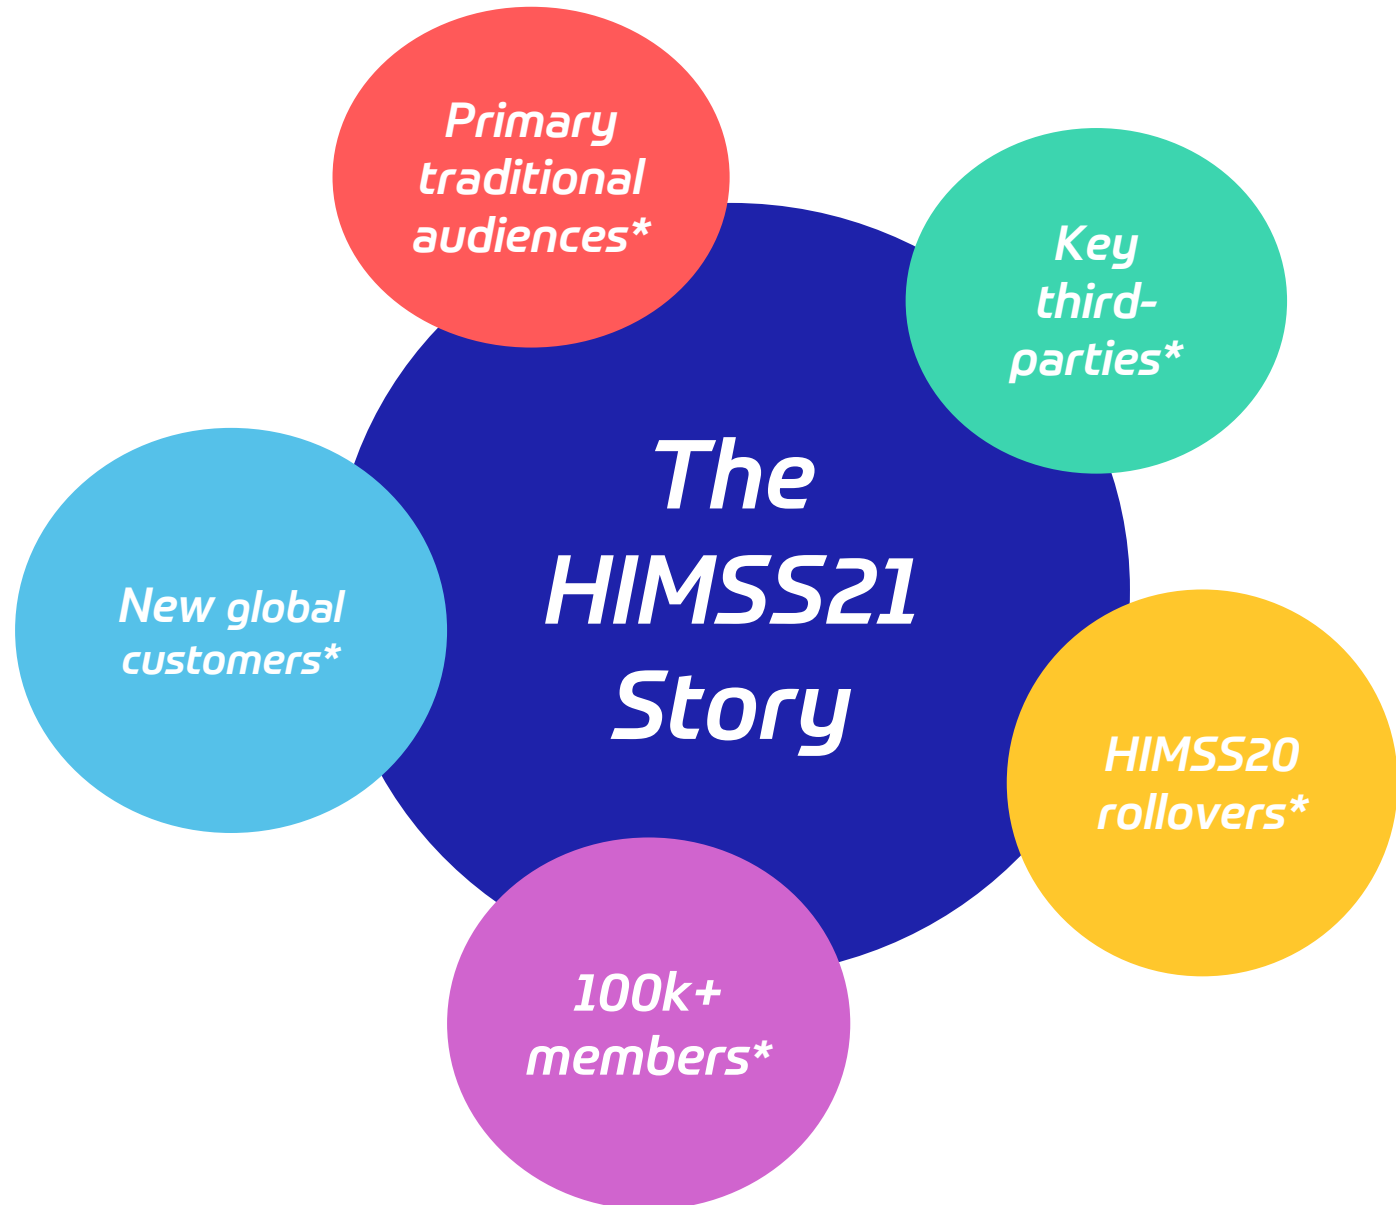 Primary
traditional
audiences*
Key
third-
parties*
The
HIMSS21
Story
New global
customers*
HIMSS20
rollovers*
100k+
members*